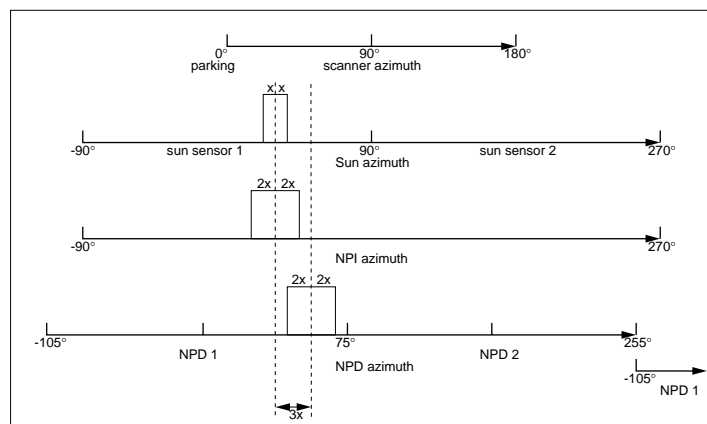 0° 90° 180°
parking scanner azimuth
x x
-90° sun sensor 1 90° sun sensor 2 270°
Sun azimuth
2x 2x
-90° 270°
NPI azimuth
2x 2x
-105° NPD 1 75° NPD 2 255°
NPD azimuth
-105°
NPD 1
3x